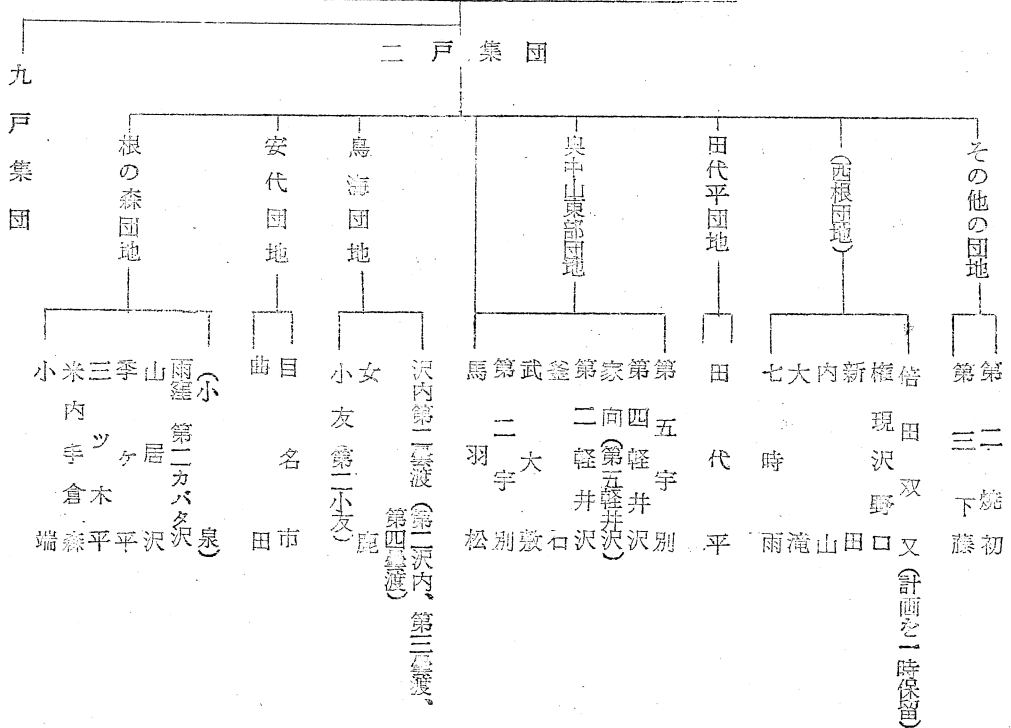 二戸集団
その他の団地
第二焼初
第三下藤
(西根団地)
倍田双又(計画を一時保留)
権現沢野口
新田
内山
大滝
七時雨
田代平団地
田代平
奥中山東部団地
第五宇別
第四軽井沢
家向(第五軽井沢)
第二軽井沢
釜石
武大敷
第二宇別
馬羽松
鳥海団地
沢内第二曇渡(第二沢内、第三曇渡、
第四曇渡)
女鹿
小友(第二小友)
安代団地
目名市
曲田
根の森団地
(小泉)
雨窪第二カバタ沢
山居沢
季ヶ平
三ツ木平
米内手倉森
小端
九戸集団